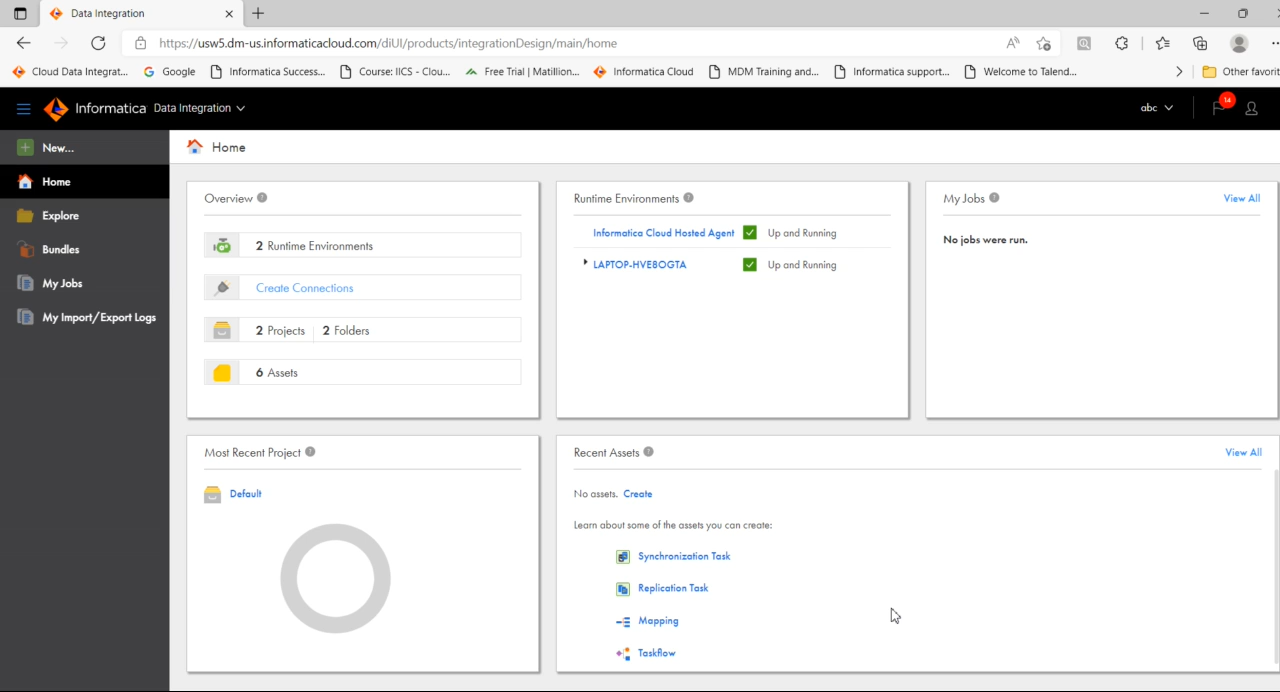 Data Integration
https://usw5.dm-us.informaticacloud.com/diUI/products/integrationDesign/main/home
Cloud Data Integrat... Google Informatica Success... Course: IICS - Clou... Free Trial | Matillion... Informatica Cloud MDM Training and... Informatica support... Welcome to Talend... Other favorit
Informatica Data Integration abc 14
New...
Home
Explore
Bundles
My Jobs
My Import/Export Logs
Home
Overview
2 Runtime Environments
Create Connections
2 Projects 2 Folders
6 Assets
Runtime Environments
Informatica Cloud Hosted Agent Up and Running
LAPTOP-HVE8OGTA Up and Running
My Jobs View All
No jobs were run.
Most Recent Project
Default
Recent Assets View All
No assets. Create
Learn about some of the assets you can create:
Synchronization Task
Replication Task
Mapping
Taskflow